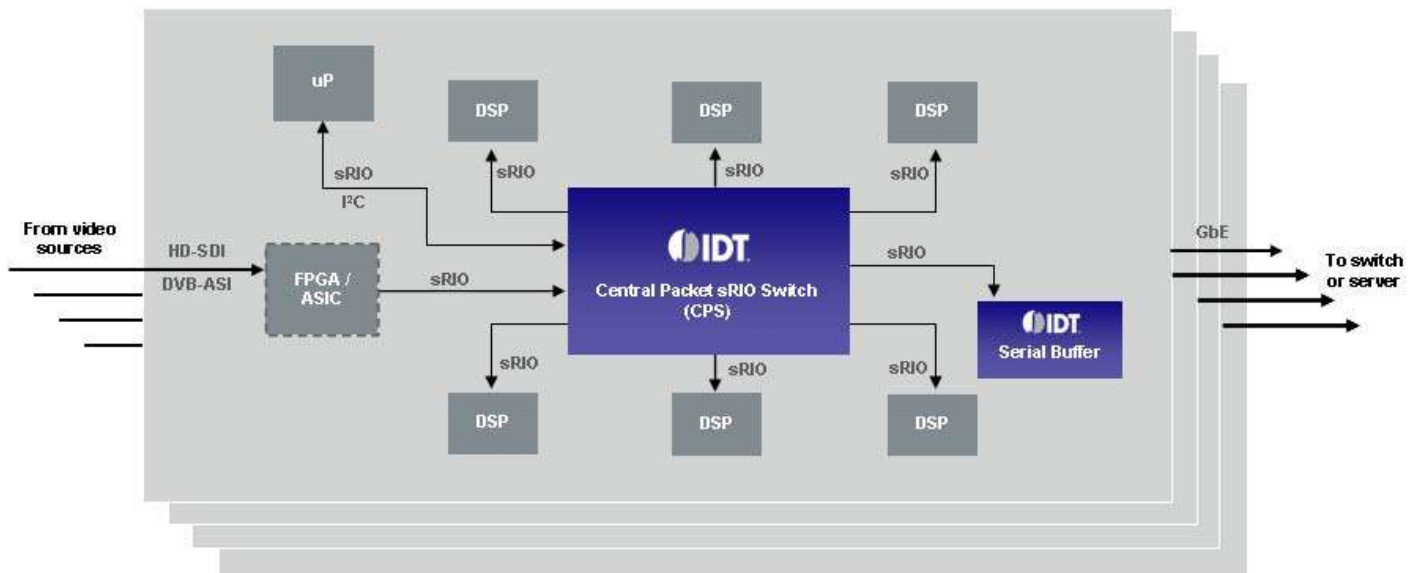 uP
DSP
DSP
DSP
sRIO
I²C
sRIO
sRIO
sRIO
From video
sources
HD-SDI
DVB-ASI
FPGA /
ASIC
sRIO
IDT
Central Packet sRIO Switch
(CPS)
sRIO
IDT
Serial Buffer
GbE
To switch
or server
sRIO
sRIO
sRIO
DSP
DSP
DSP